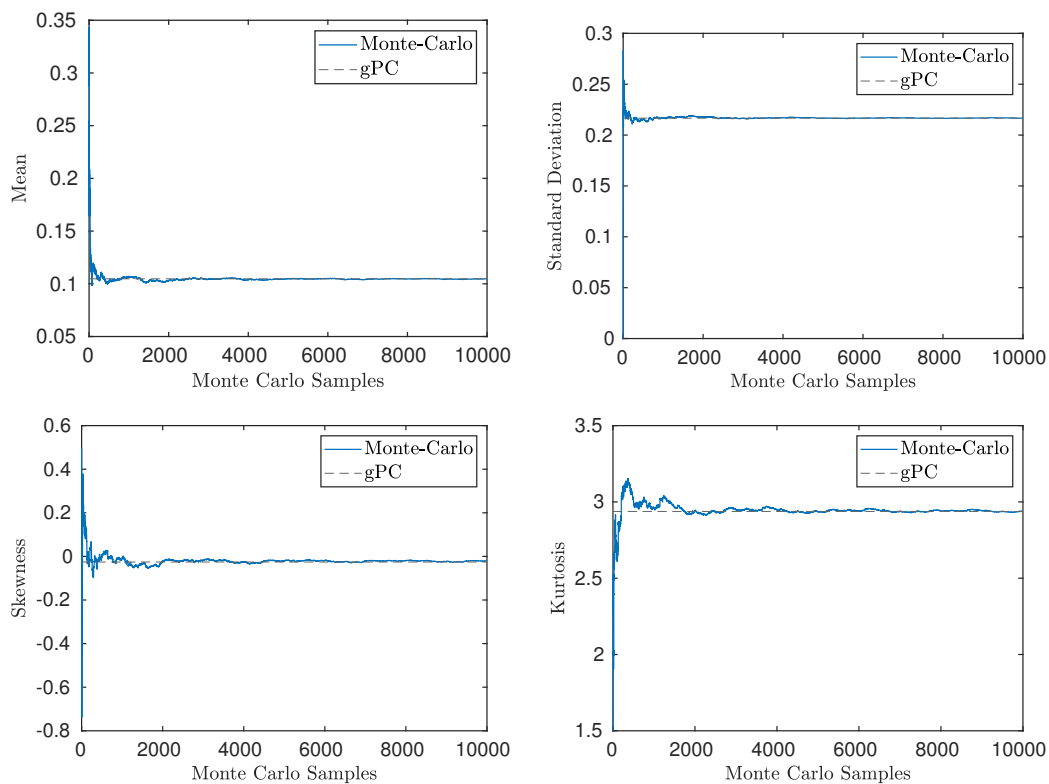 0.35
0.3
0.25
0.2
0.15
0.1
0.05
Mean
0 2000 4000 6000 8000 10000
Monte Carlo Samples
Monte-Carlo
gPC
0.3
0.25
0.2
0.15
0.1
0.05
0
Standard Deviation
0 2000 4000 6000 8000 10000
Monte Carlo Samples
Monte-Carlo
gPC
0.6
0.4
0.2
0
-0.2
-0.4
-0.6
-0.8
Skewness
0 2000 4000 6000 8000 10000
Monte Carlo Samples
Monte-Carlo
gPC
3.5
3
2.5
2
1.5
Kurtosis
0 2000 4000 6000 8000 10000
Monte Carlo Samples
Monte-Carlo
gPC